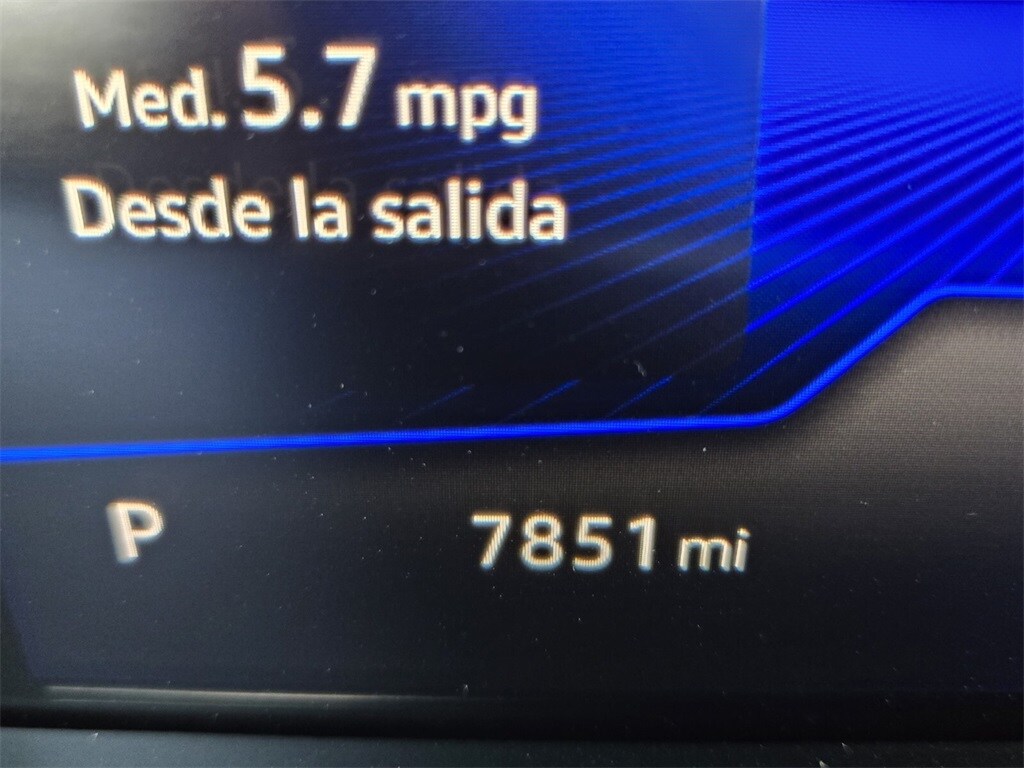 Med. 5.7 mpg
Desde la salida
P 7851 mi